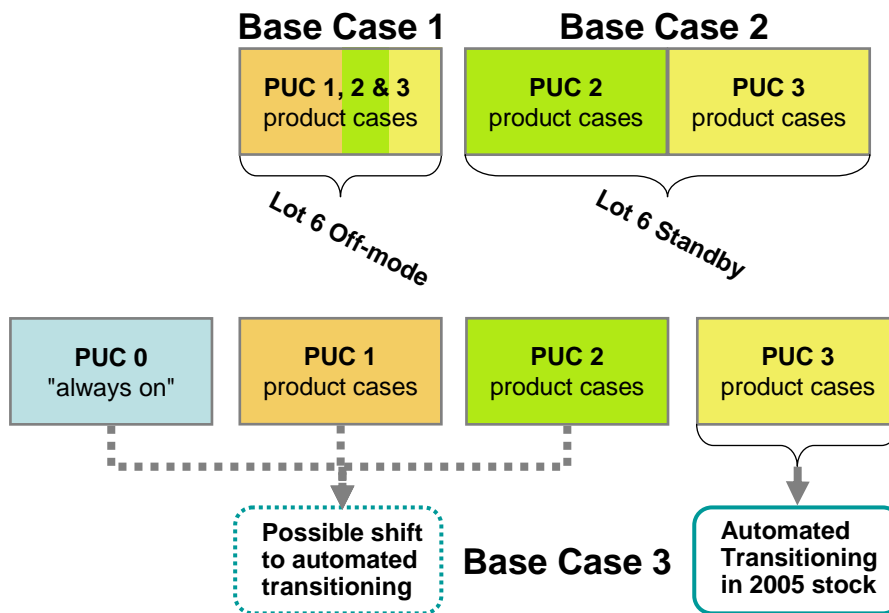 Base Case 1
Base Case 2
PUC 1, 2 & 3
product cases
PUC 2
product cases
PUC 3
product cases
Lot 6 Off-mode
Lot 6 Standby
PUC 0
"always on"
PUC 1
product cases
PUC 2
product cases
PUC 3
product cases
Possible shift
to automated
transitioning
Base Case 3
Automated
Transitioning
in 2005 stock